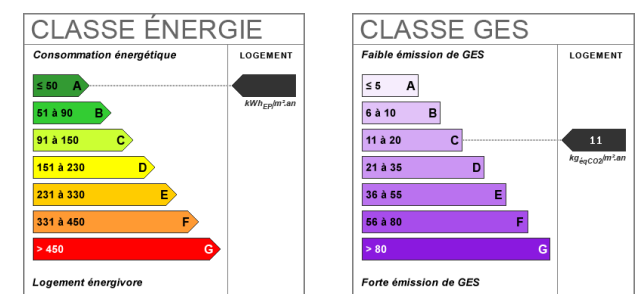 CLASSE ÉNERGIE
Consommation énergétique
LOGEMENT
≤ 50 A
kWhEP/m².an
51 à 90 B
91 à 150 C
151 à 230 D
231 à 330 E
331 à 450 F
> 450 G
Logement énergivore
CLASSE GES
Faible émission de GES
LOGEMENT
≤ 5 A
6 à 10 B
11 à 20 C
11
kgéqCO2/m².an
21 à 35 D
36 à 55 E
56 à 80 F
> 80 G
Forte émission de GES